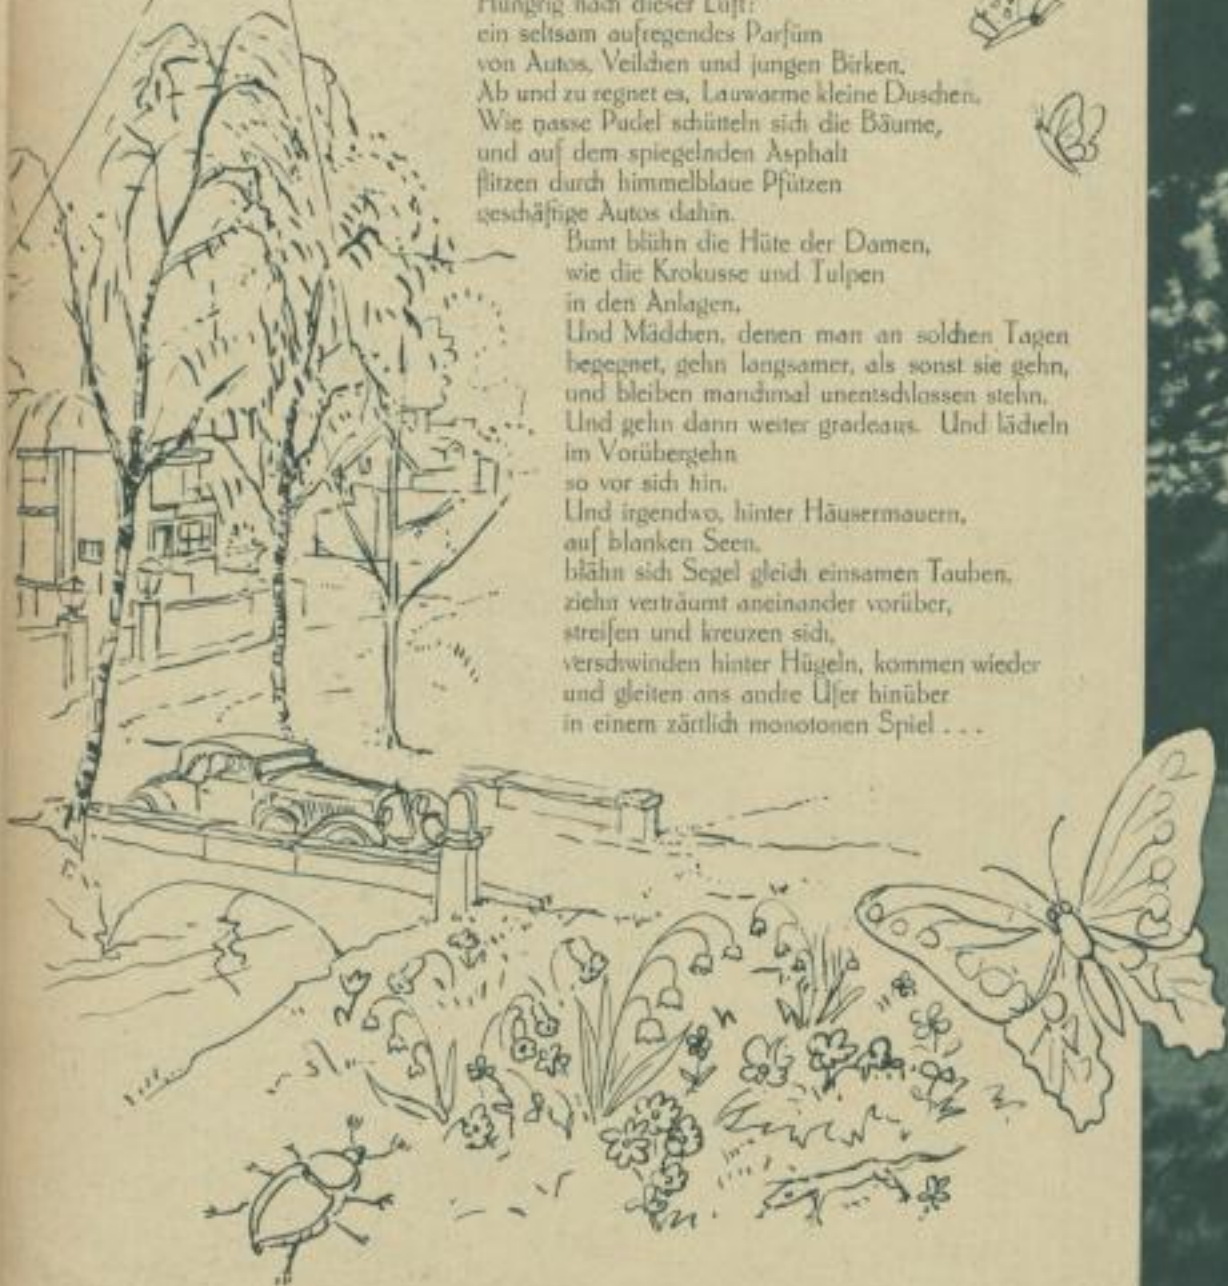 Hungrig nach dieser Luft:
ein seltsam aufregendes Parfüm
von Autos, Veilchen und jungen Birken.
Ab und zu regnet es, Lauwarme kleine Duschen.
Wie nasse Pudel schütteln sich die Bäume,
und auf dem spiegelnden Asphalt
flitzen durch himmelblaue Pfützen
geschäftige Autos dahin.
Bunt blühn die Hüte der Damen,
wie die Krokusse und Tulpen
in den Anlagen,
Und Mädchen, denen man an solchen Tagen
begegnet, gehn langsamer, als sonst sie gehn,
und bleiben manchmal unentschlossen stehn.
Und gehn dann weiter gradeaus. Und lächeln
im Vorübergehn
so vor sich hin.
Und irgendwo, hinter Häusermauern,
auf blanken Seen,
blähn sich Segel gleich einsamen Tauben,
ziehn verträumt aneinander vorüber,
streifen und kreuzen sich,
verschwinden hinter Hügeln, kommen wieder
und gleiten ans andre Ufer hinüber
in einem zärtlich monotonen Spiel . . .